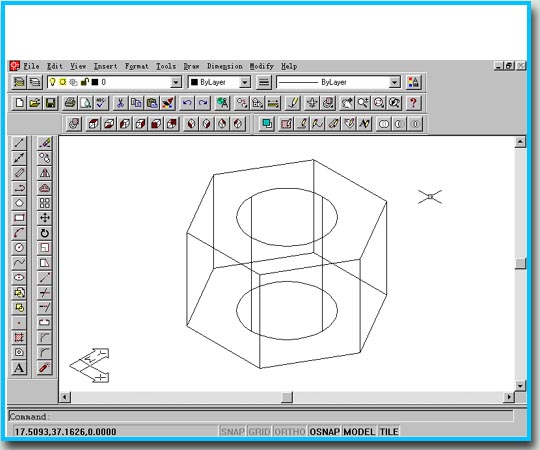 File Edit View Insert Format Tools Draw Dimension Modify Help
0 ByLayer ByLayer
A
Command:
17.5093,37.1626,0.0000 SNAP GRID ORTHO OSNAP MODEL TILE